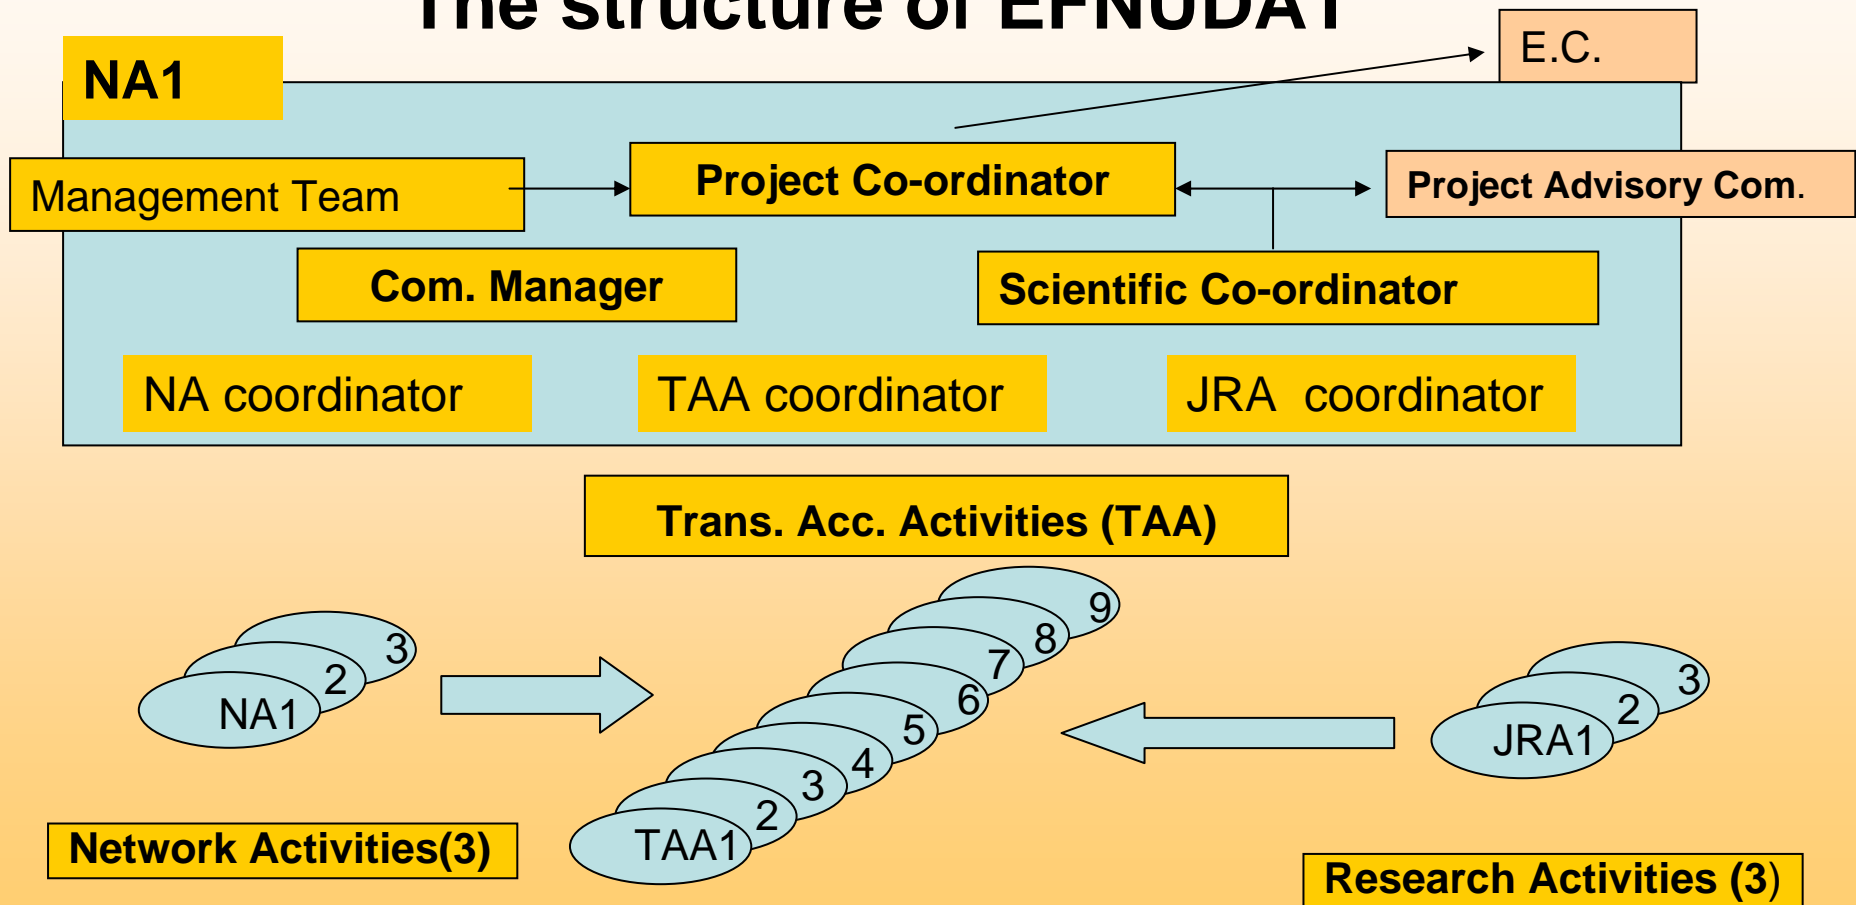 The structure of EFNUDAT
E.C.
NA1
Management Team
Project Co-ordinator
Project Advisory Com.
Com. Manager
Scientific Co-ordinator
NA coordinator
TAA coordinator
JRA coordinator
Trans. Acc. Activities (TAA)
3
2
NA1
9
8
7
6
5
4
3
2
TAA1
3
2
JRA1
Network Activities(3)
Research Activities (3)